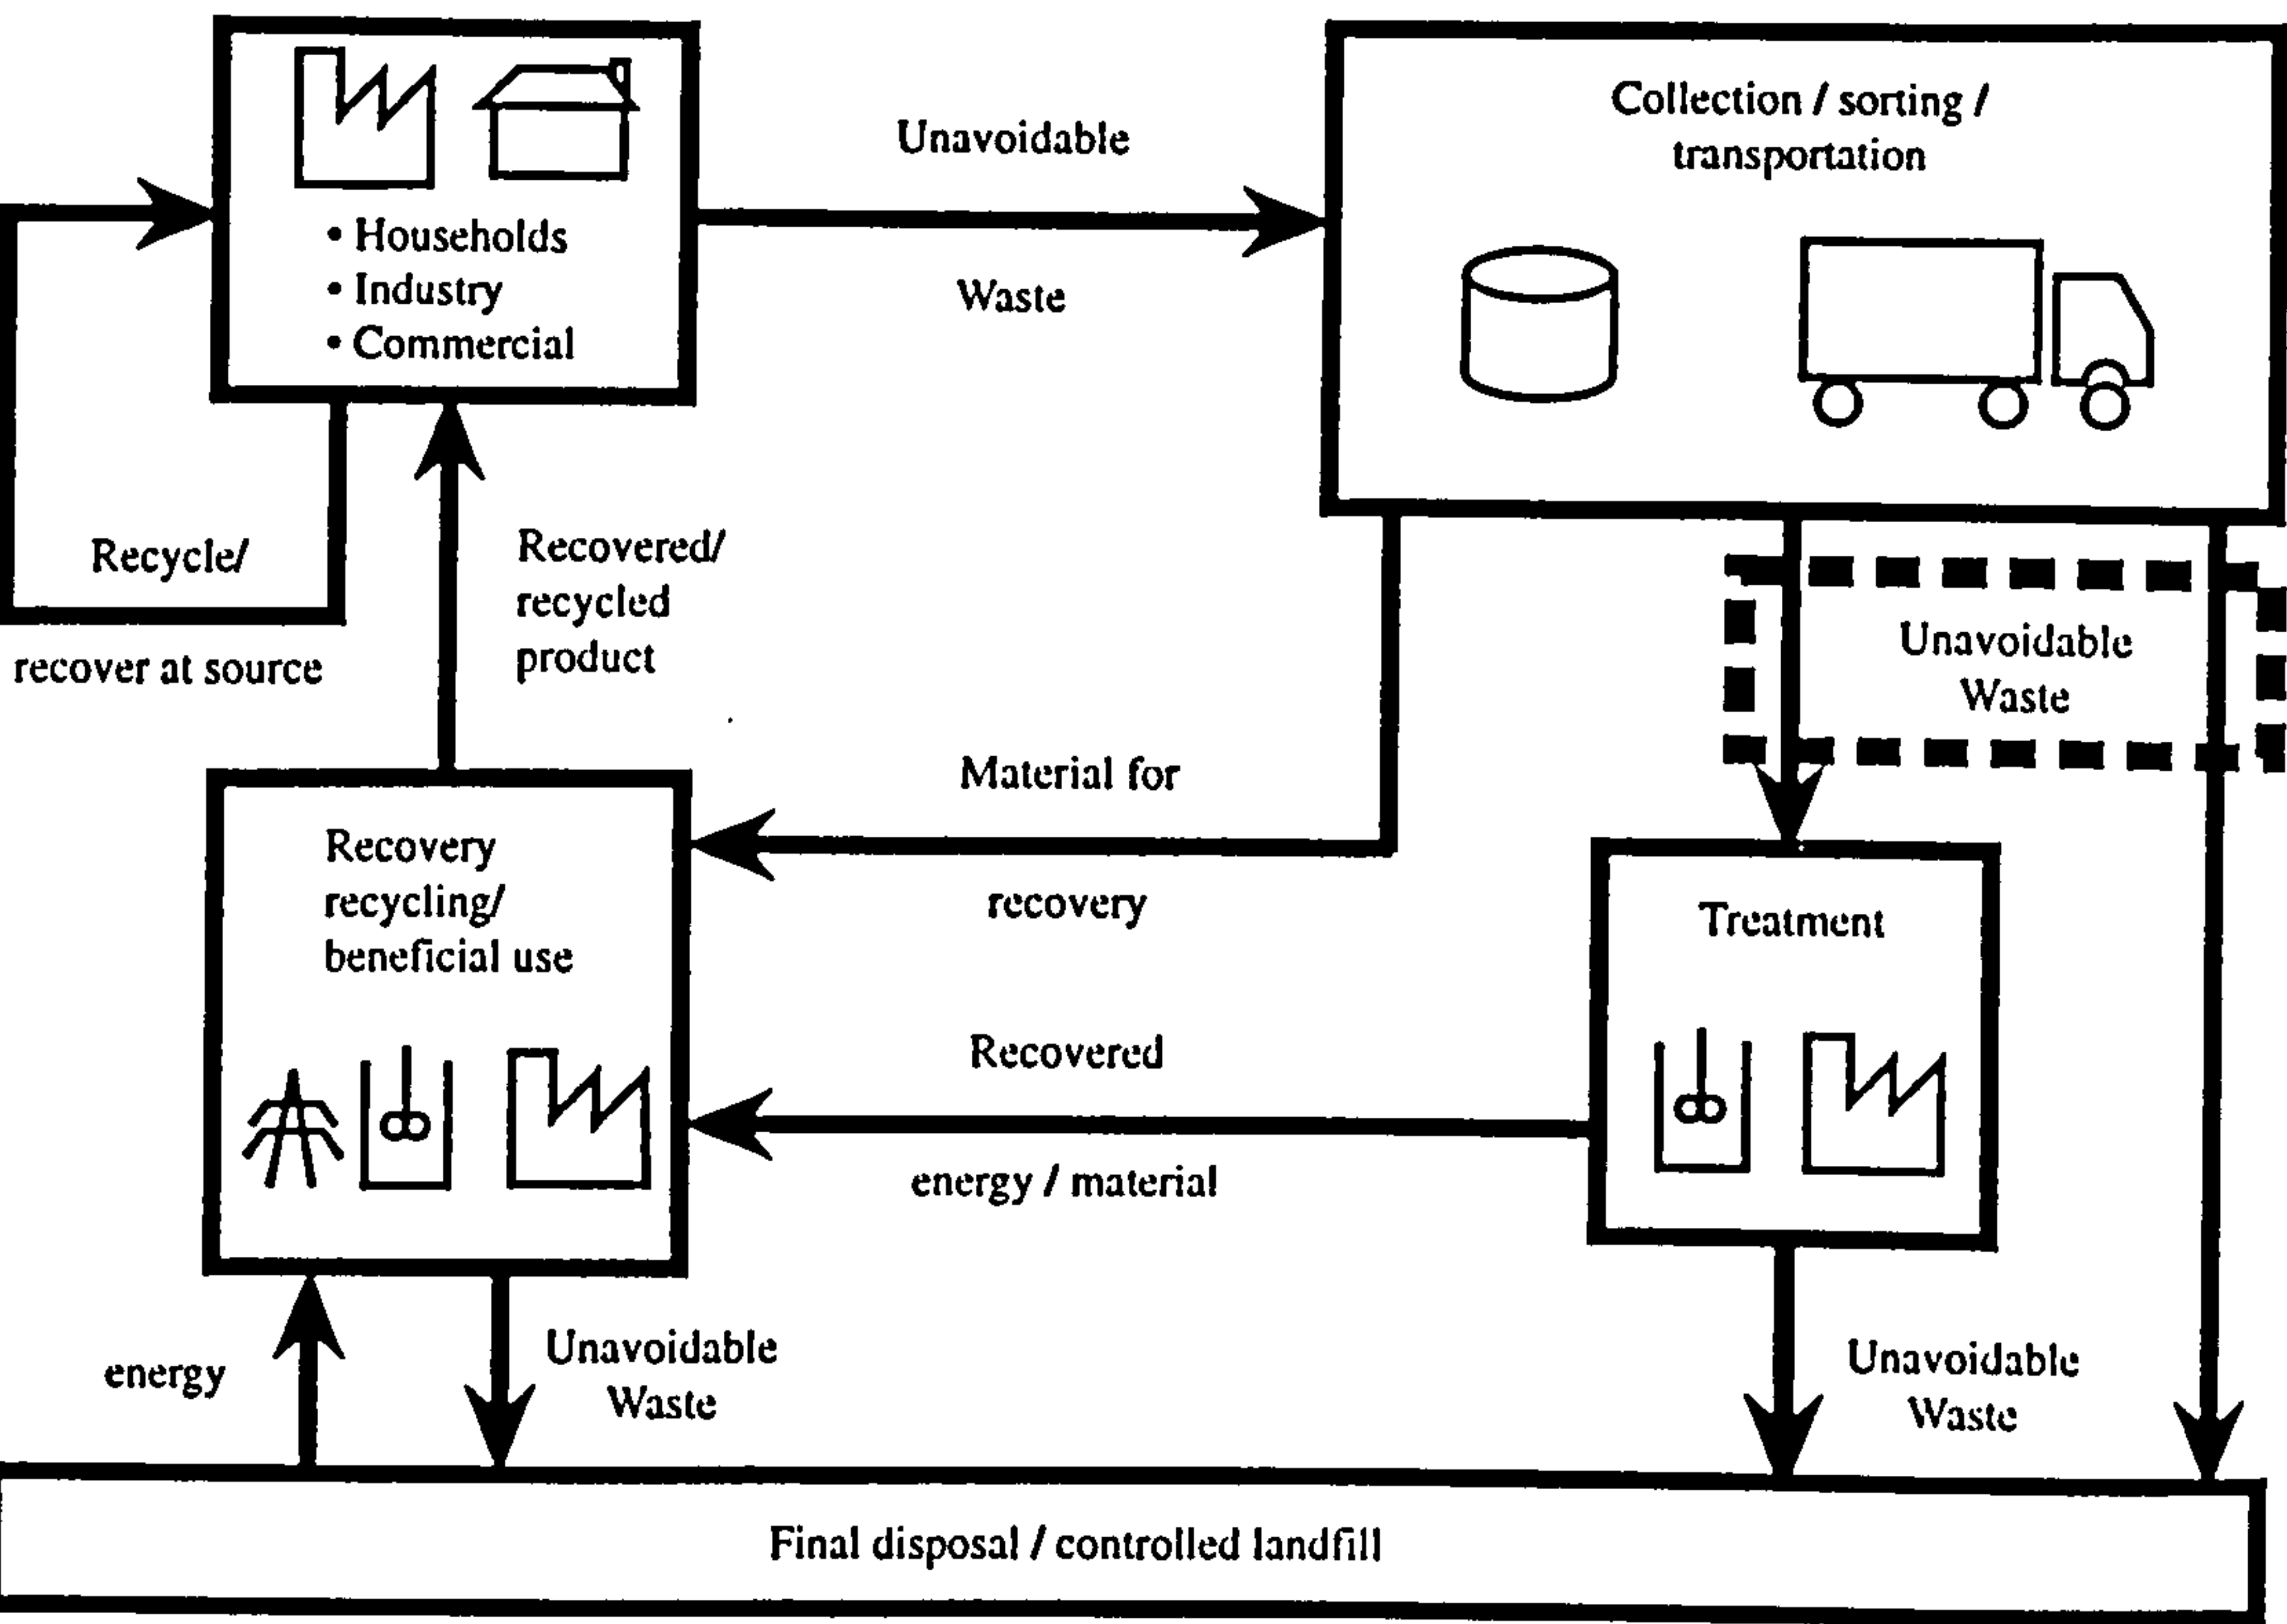 Collection / sorting /
transportation
Unavoidable
Waste
• Households
• Industry
• Commercial
Recycle/
recover at source
Recovered/
recycled
product
Unavoidable
Waste
Material for
recovery
Recovery
recycling/
beneficial use
Treatment
Recovered
energy / material
energy
Unavoidable
Waste
Unavoidable
Waste
Final disposal / controlled landfill